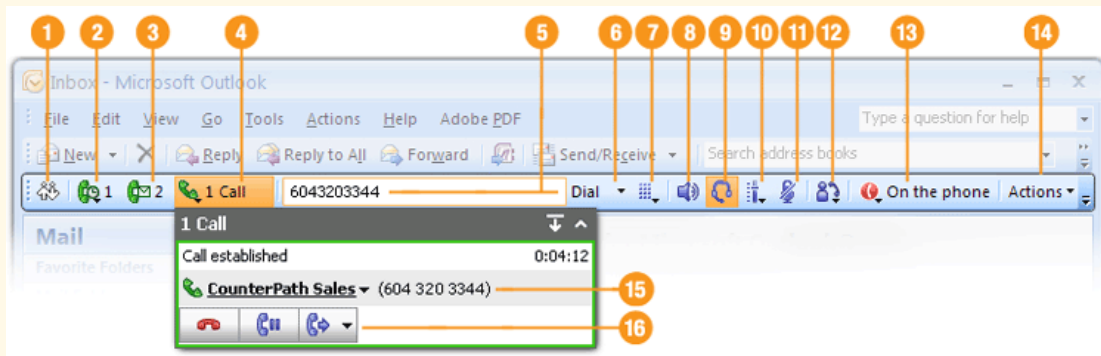 1 2 3 4 5 6 7 8 9 10 11 12 13 14
Inbox - Microsoft Outlook
File Edit View Go Tools Actions Help Adobe PDF Type a question for help
New Reply Reply to All Forward Send/Receive Search address books
1 2 1 Call 6043203344 Dial On the phone Actions
Mail
1 Call
Favorite Folders
Call established 0:04:12
CounterPath Sales (604 320 3344) 15
16